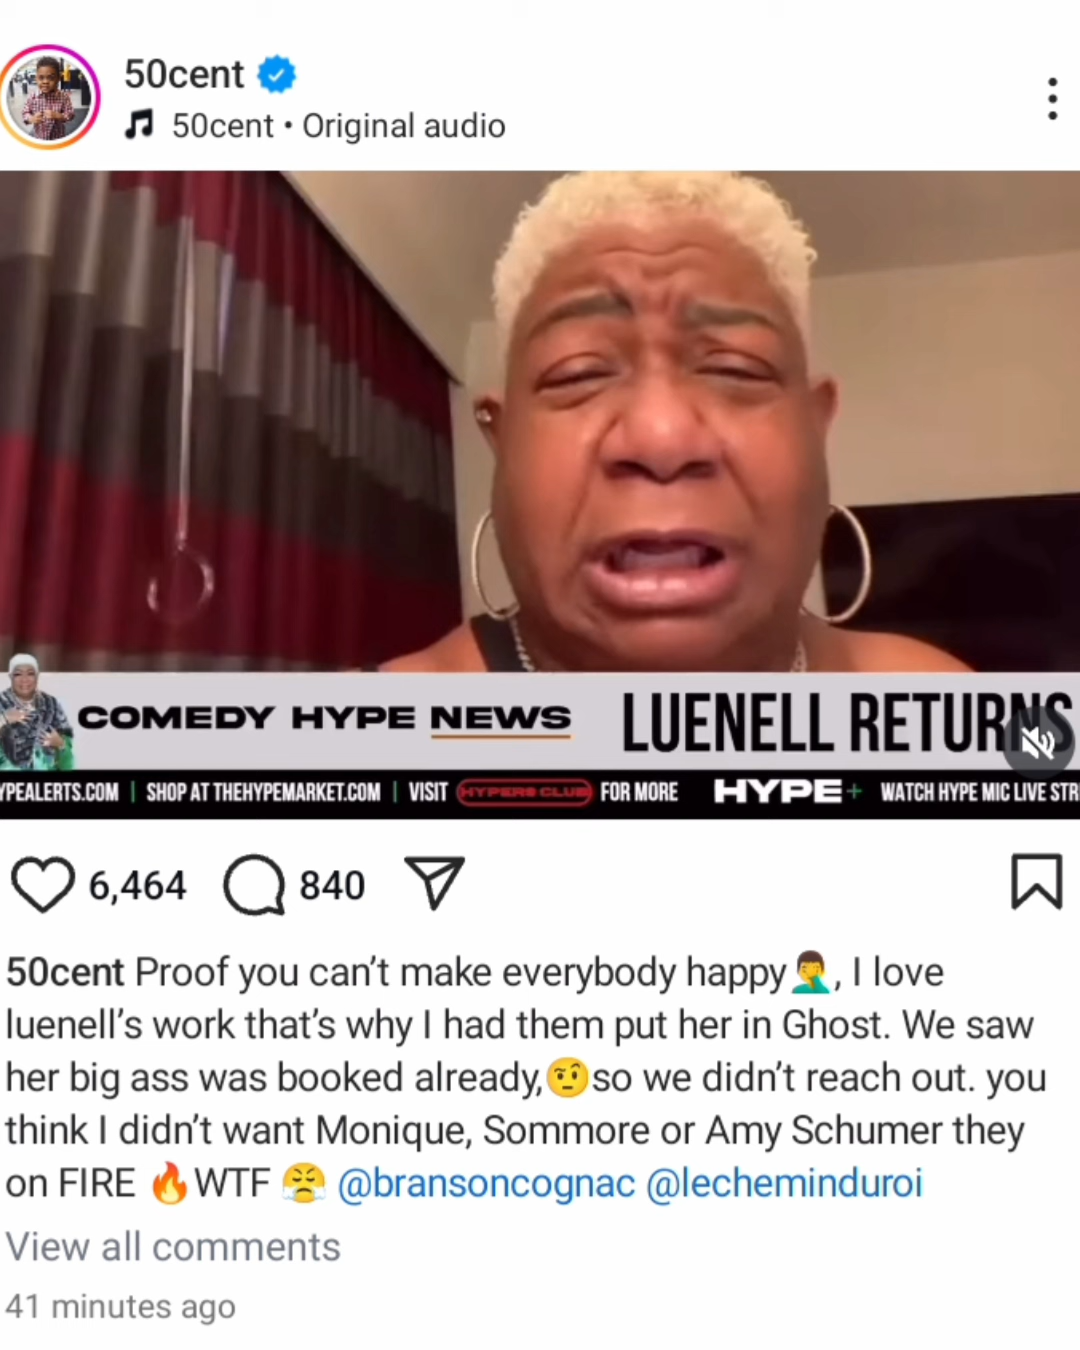 50cent
50cent • Original audio
COMEDY HYPE NEWS
LUENELL RETURNS
YPEALERTS.COM | SHOP AT THEHYPEMARKET.COM | VISIT HYPERS CLUB FOR MORE HYPE+ WATCH HYPE MIC LIVE STR
6,464 840
50cent Proof you can't make everybody happy🤦‍♂️, I love
luenell's work that's why I had them put her in Ghost. We saw
her big ass was booked already,🤨so we didn't reach out. you
think I didn't want Monique, Sommore or Amy Schumer they
on FIRE 🔥WTF 😤 @bransoncognac @lecheminduroi
View all comments
41 minutes ago